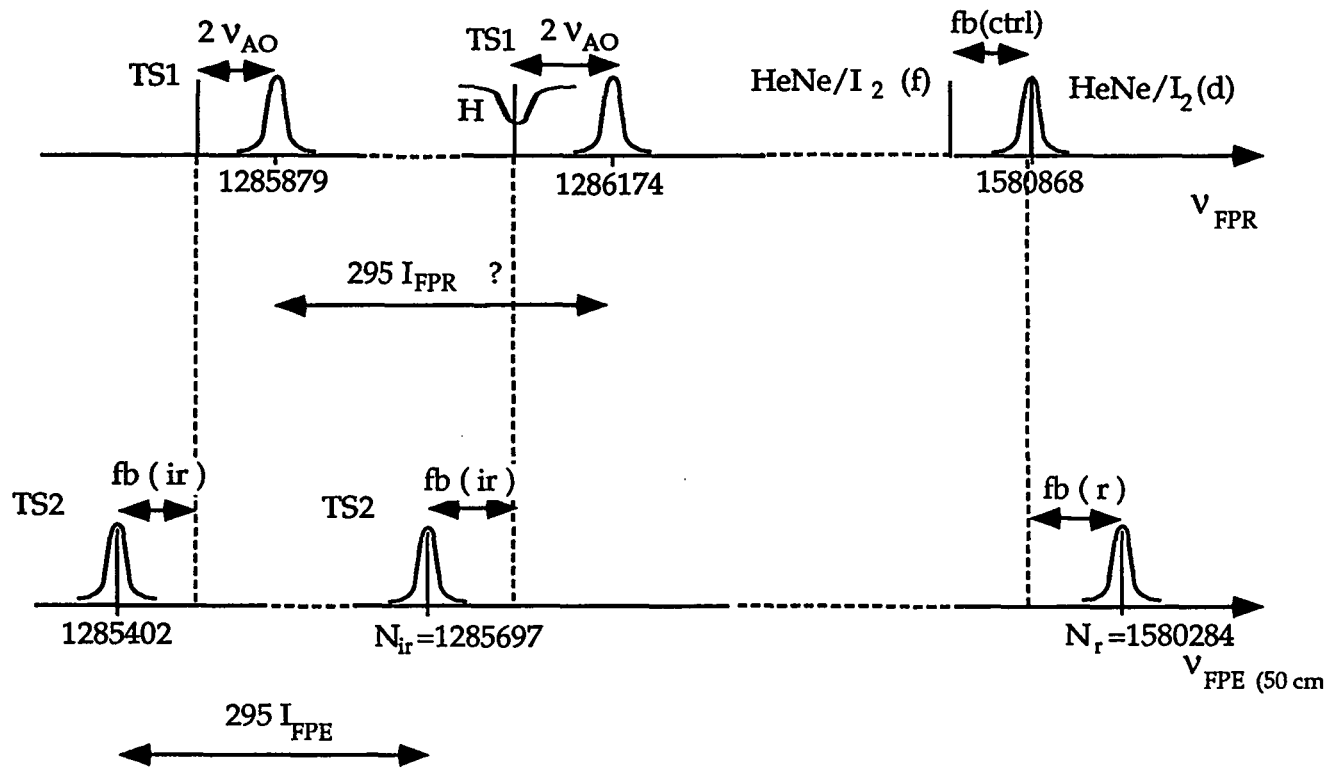 2 νAO
TS1
TS1
2 νAO
H
fb(ctrl)
HeNe/I 2 (f)
HeNe/I2(d)
1285879
1286174
1580868
νFPR
295 IFPR ?
fb ( ir )
TS2
fb ( ir )
TS2
fb ( r )
1285402
Nir=1285697
Nr=1580284
νFPE (50 cm
295 IFPE